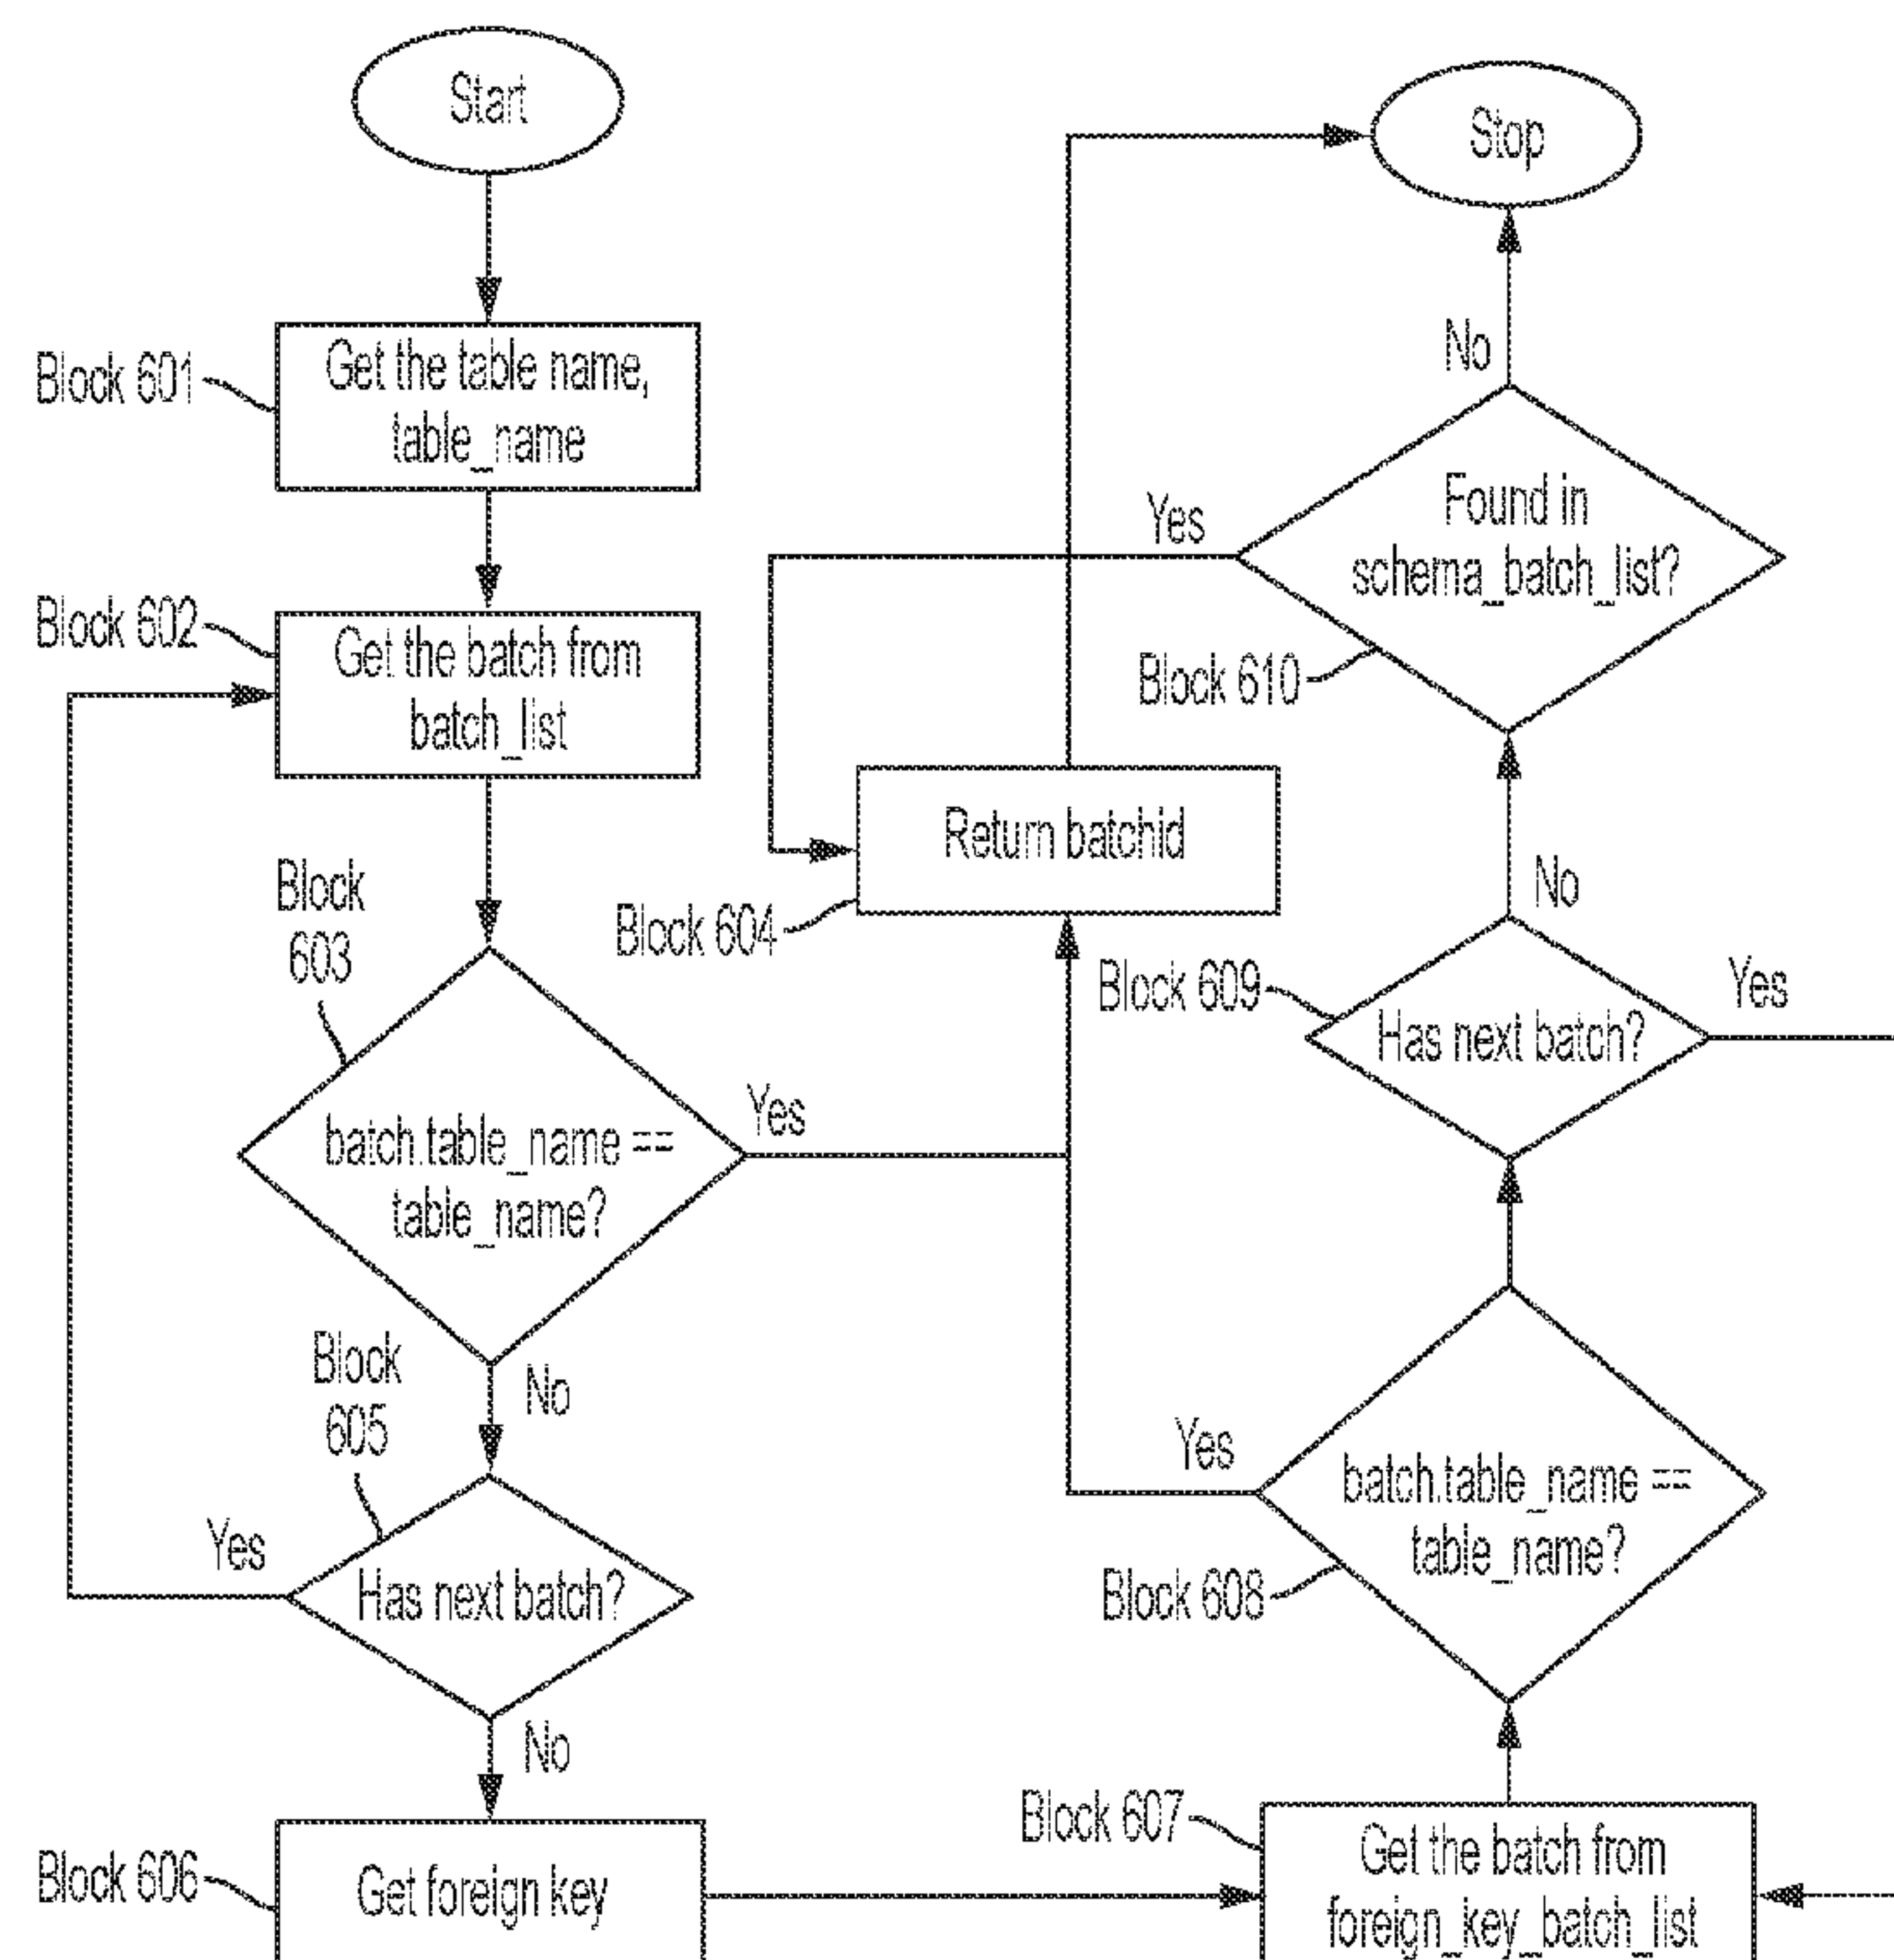 Start
Block 601
Get the table name,
table_name
Block 602
Get the batch from
batch_list
Block
603
batch.table_name ==
table_name?
Yes
No
Block
605
Has next batch?
Yes
No
Block 606
Get foreign key
Stop
No
Found in
schema_batch_list?
Yes
Block 610
Return batchid
Block 604
No
Block 609
Has next batch?
Yes
Yes
batch.table_name ==
table_name?
Block 608
Block 607
Get the batch from
foreign_key_batch_list